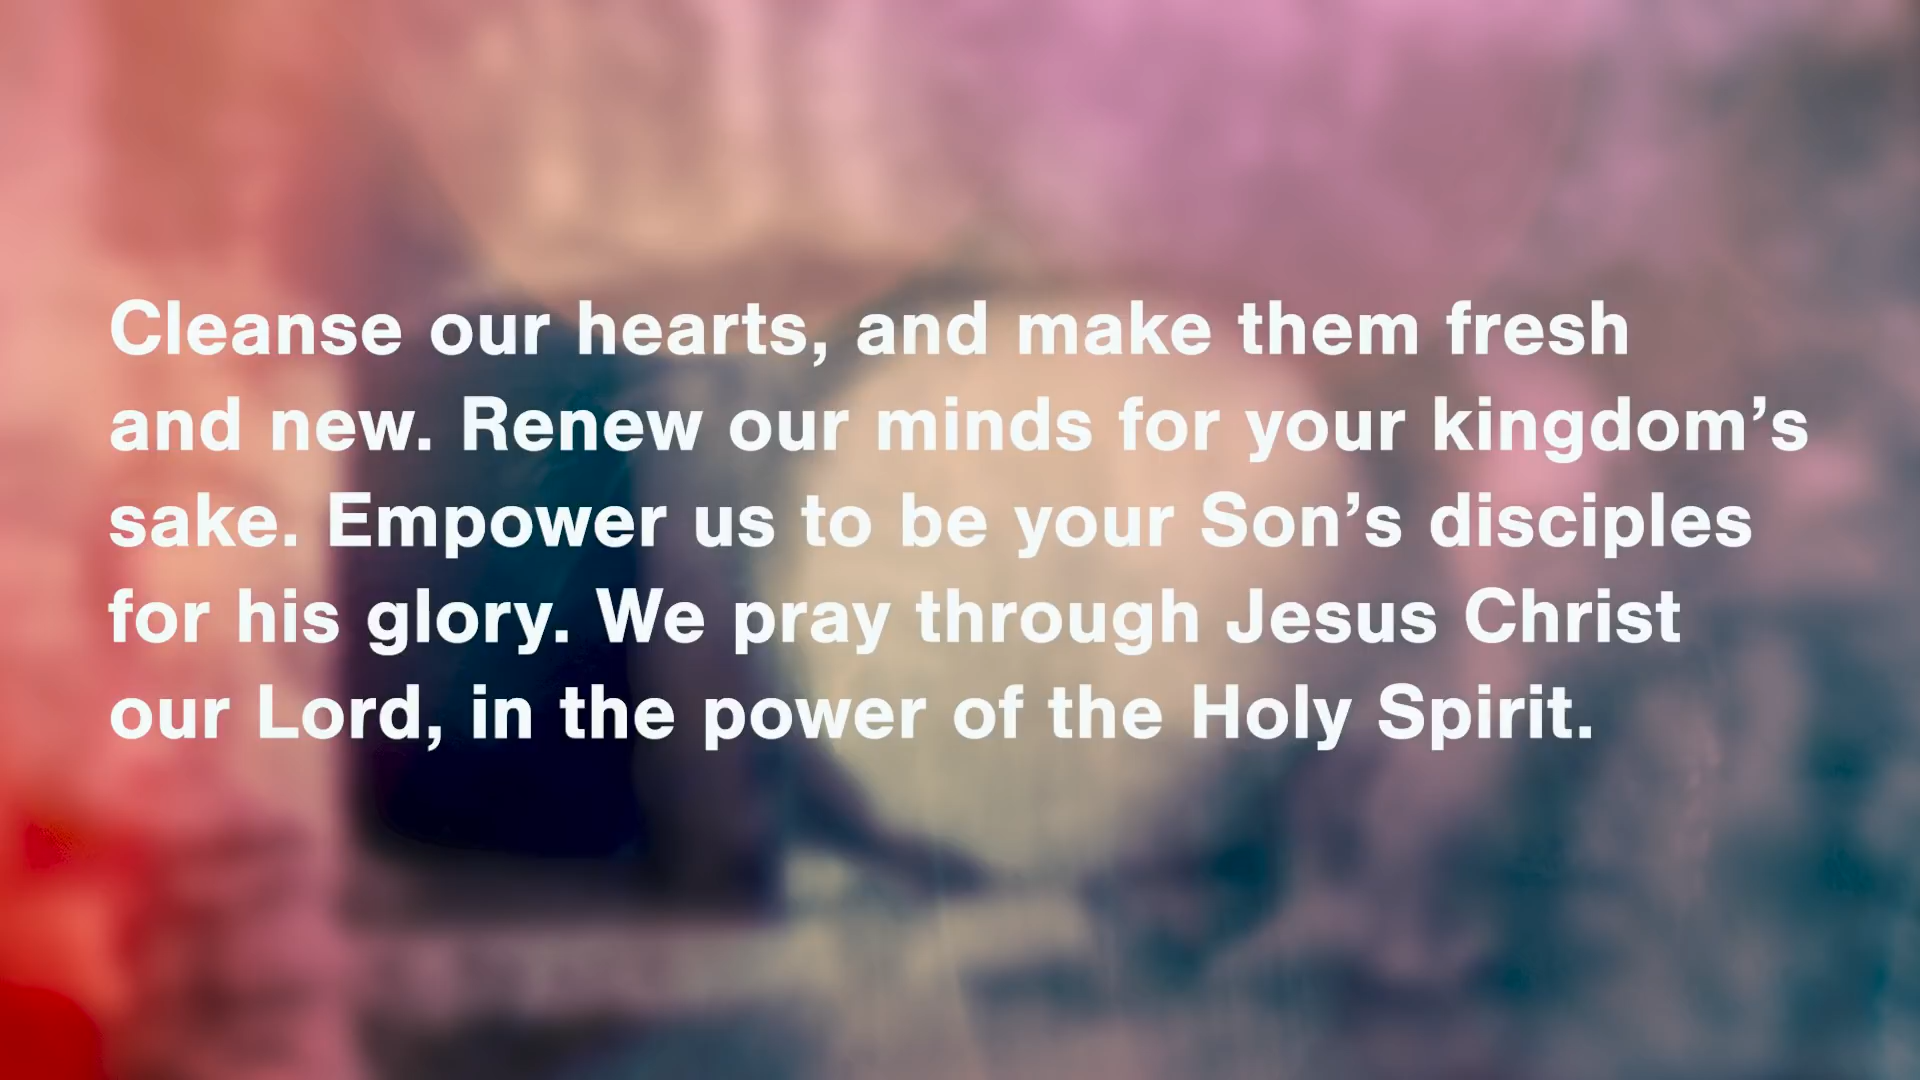 Cleanse our hearts, and make them fresh
and new. Renew our minds for your kingdom’s
sake. Empower us to be your Son’s disciples
for his glory. We pray through Jesus Christ
our Lord, in the power of the Holy Spirit.